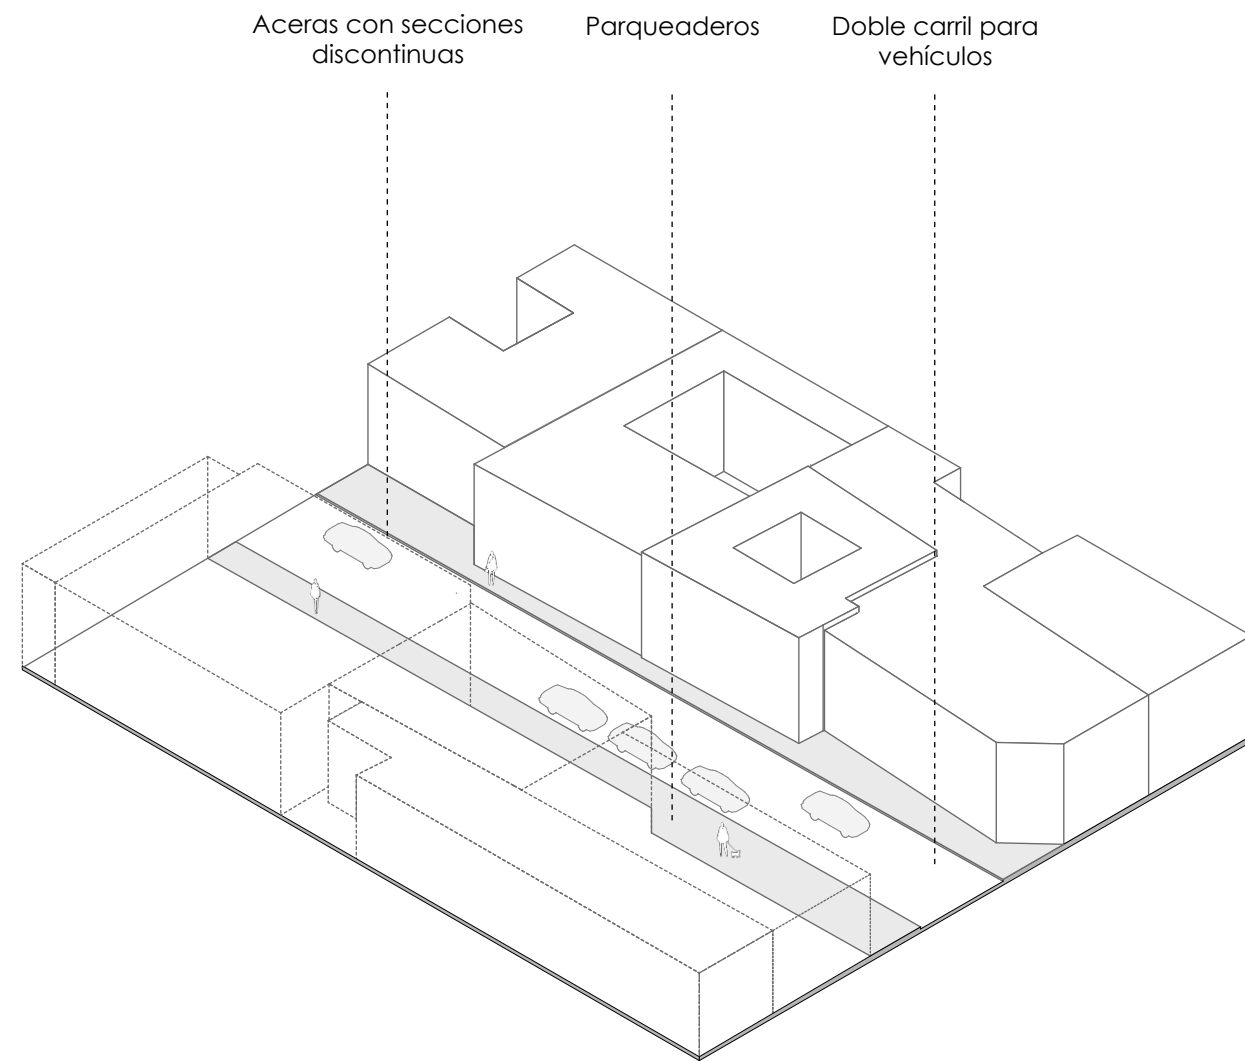 Aceras con secciones
discontinuas
Parqueaderos
Doble carril para
vehículos